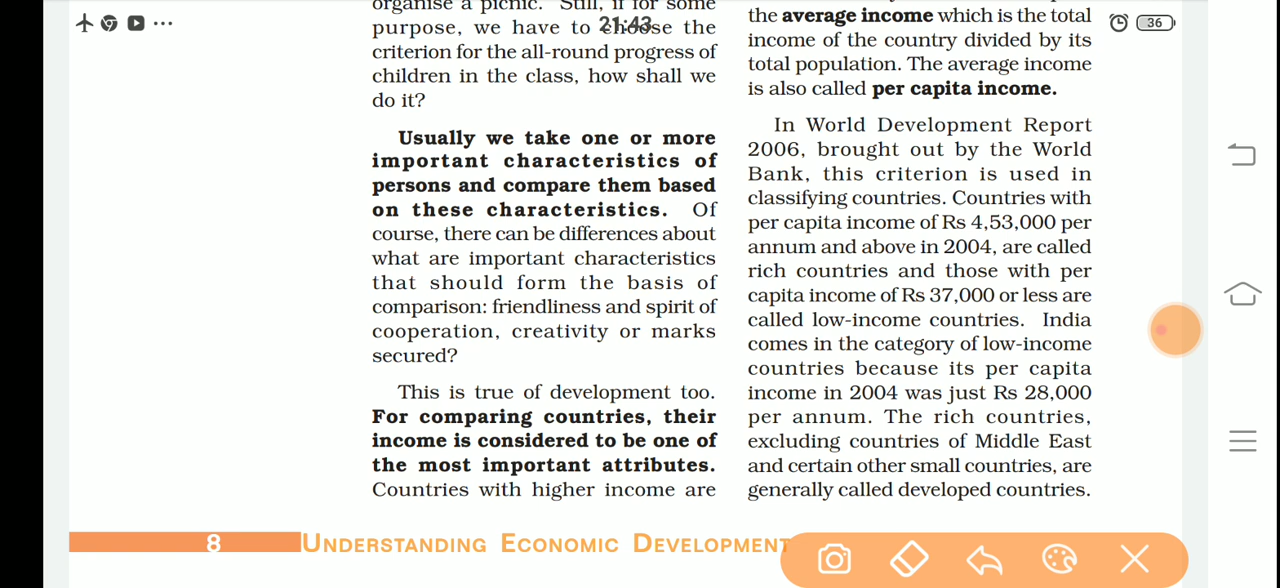 21:43
36
organise a picnic. Still, if for some
purpose, we have to choose the
criterion for the all-round progress of
children in the class, how shall we
do it?
Usually we take one or more
important characteristics of
persons and compare them based
on these characteristics. Of
course, there can be differences about
what are important characteristics
that should form the basis of
comparison: friendliness and spirit of
cooperation, creativity or marks
secured?
This is true of development too.
For comparing countries, their
income is considered to be one of
the most important attributes.
Countries with higher income are
the average income which is the total
income of the country divided by its
total population. The average income
is also called per capita income.
In World Development Report
2006, brought out by the World
Bank, this criterion is used in
classifying countries. Countries with
per capita income of Rs 4,53,000 per
annum and above in 2004, are called
rich countries and those with per
capita income of Rs 37,000 or less are
called low-income countries. India
comes in the category of low-income
countries because its per capita
income in 2004 was just Rs 28,000
per annum. The rich countries,
excluding countries of Middle East
and certain other small countries, are
generally called developed countries.
8 UNDERSTANDING ECONOMIC DEVELOPMENT